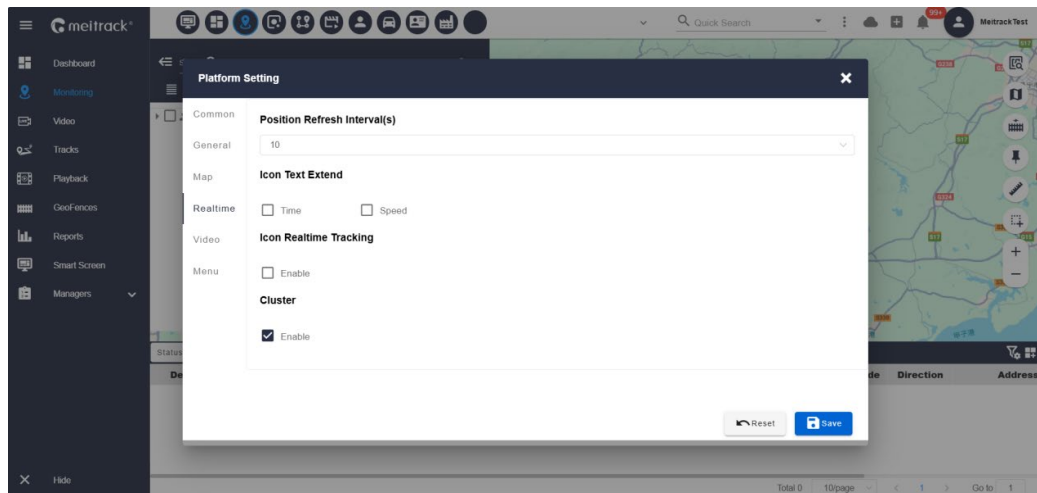 meitrack
Quick Search
99+
MeitrackTest
Dashboard
Monitoring
Video
Tracks
Playback
GeoFences
Reports
Smart Screen
Managers
Hide
Platform Setting
Common
General
Map
Realtime
Video
Menu
Position Refresh Interval(s)
10
Icon Text Extend
Time Speed
Icon Realtime Tracking
Enable
Cluster
Enable
Reset Save
Status
De
de Direction Address
Total 0 10/page 1 Go to 1